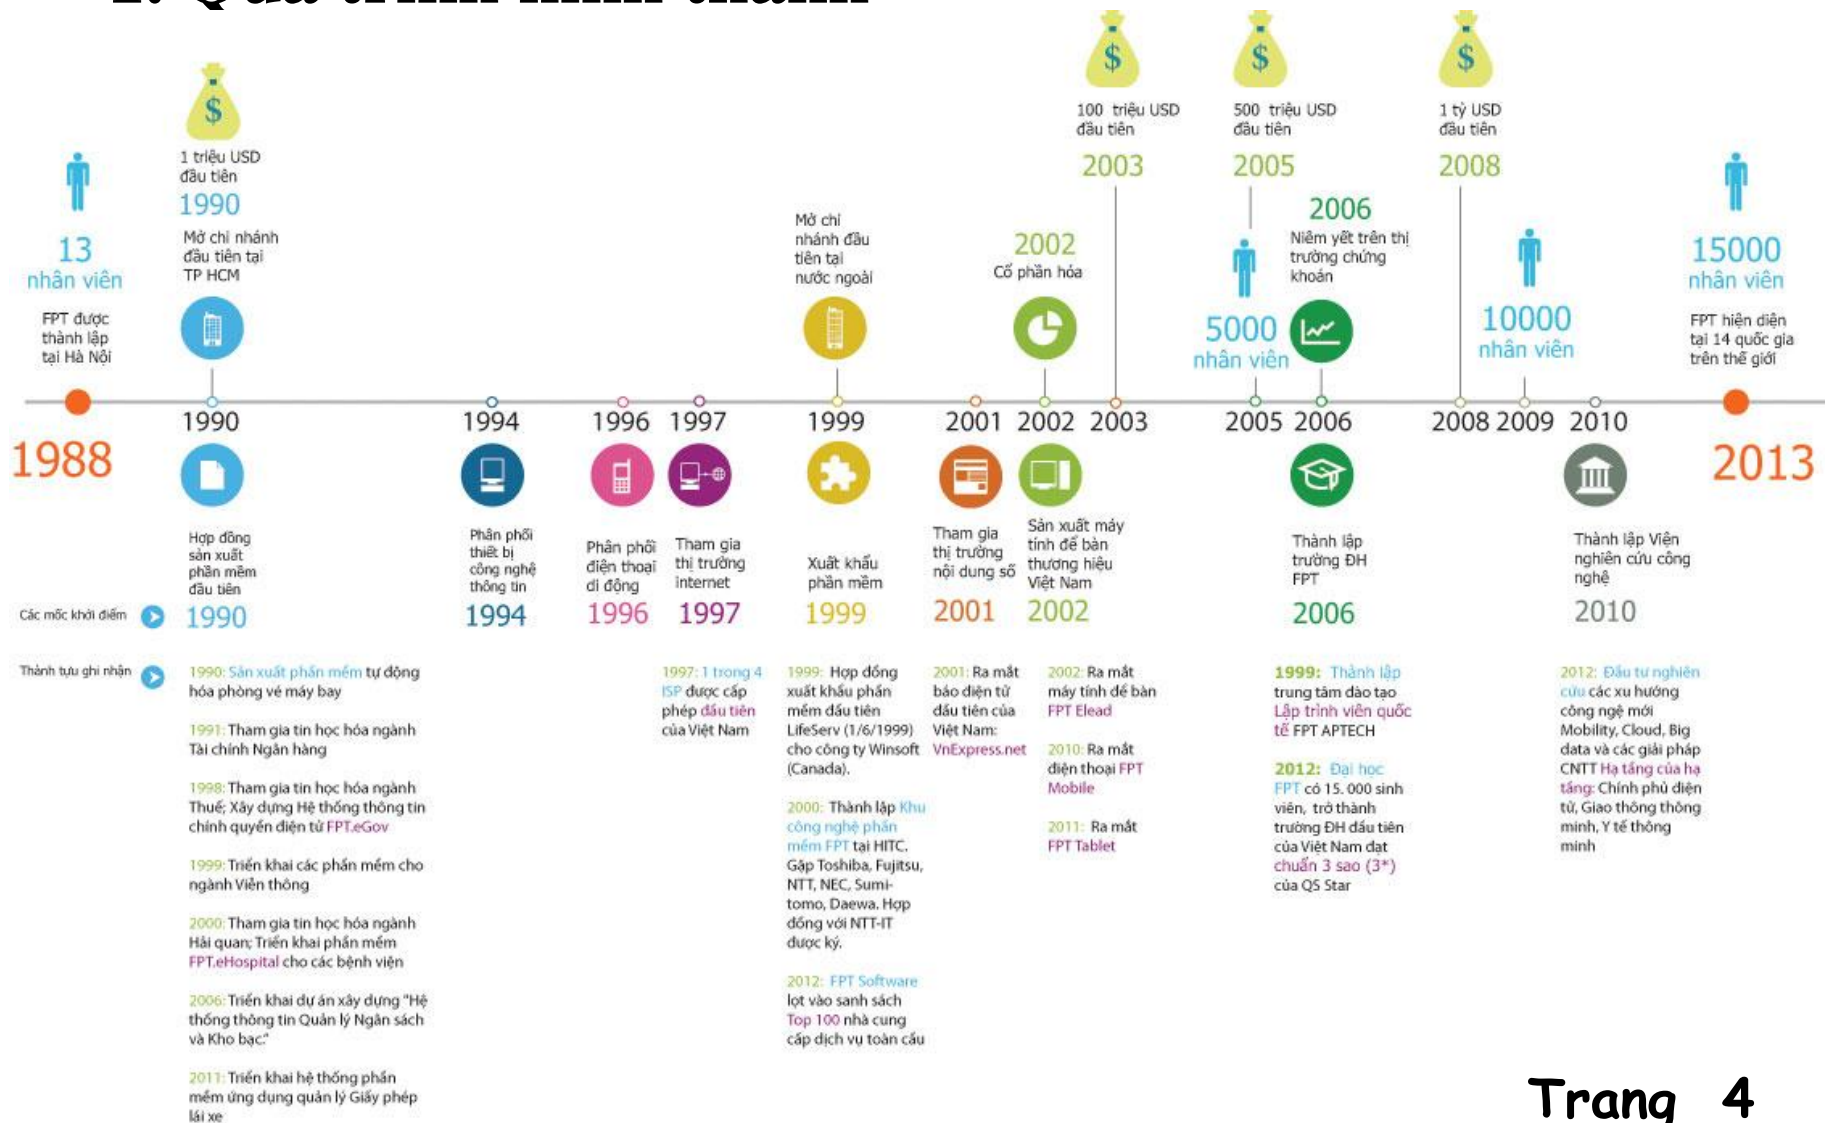 1. Quá trình hình thành
1 triệu USD
đầu tiên
1990
Mở chi nhánh
đầu tiên tại
TP HCM
13
nhân viên
FPT được
thành lập
tại Hà Nội
Mở chi
nhánh đầu
tiên tại
nước ngoài
2002
Cổ phần hóa
100 triệu USD
đầu tiên
2003
500 triệu USD
đầu tiên
2005
5000
nhân viên
2006
Niêm yết trên thị
trường chứng
khoán
1 tỷ USD
đầu tiên
2008
10000
nhân viên
15000
nhân viên
FPT hiện diện
tại 14 quốc gia
trên thế giới
1988
1990
1994
1996
1997
1999
2001
2002
2003
2005
2006
2008
2009
2010
2013
Các mốc khởi điểm
Hợp đồng
sản xuất
phần mềm
đầu tiên
1990
Phân phối
thiết bị
công nghệ
thông tin
1994
Phân phối
điện thoại
di động
1996
Tham gia
thị trường
internet
1997
Xuất khẩu
phần mềm
1999
Tham gia
thị trường
nội dung số
2001
Sản xuất máy
tính để bàn
thương hiệu
Việt Nam
2002
Thành lập
trường ĐH
FPT
2006
Thành lập Viện
nghiên cứu công
nghệ
2010
Thành tựu ghi nhận
1990: Sản xuất phần mềm tự động
hóa phòng vé máy bay
1991: Tham gia tin học hóa ngành
Tài chính Ngân hàng
1998: Tham gia tin học hóa ngành
Thuế; Xây dựng Hệ thống thông tin
chính quyền điện tử FPT.eGov
1999: Triển khai các phần mềm cho
ngành Viễn thông
2000: Tham gia tin học hóa ngành
Hải quan; Triển khai phần mềm
FPT.eHospital cho các bệnh viện
2006: Triển khai dự án xây dựng "Hệ
thống thông tin Quản lý Ngân sách
và Kho bạc."
2011: Triển khai hệ thống phần
mềm ứng dụng quản lý Giấy phép
lái xe
1997: 1 trong 4
ISP được cấp
phép đầu tiên
của Việt Nam
1999: Hợp đồng
xuất khẩu phần
mềm đầu tiên
LifeServ (1/6/1999)
cho công ty Winsoft
(Canada).
2000: Thành lập Khu
công nghệ phần
mềm FPT tại HITC.
Gặp Toshiba, Fujitsu,
NTT, NEC, Sumi-
tomo, Daewa. Hợp
đồng với NTT-IT
được ký.
2012: FPT Software
lọt vào sanh sách
Top 100 nhà cung
cấp dịch vụ toàn cầu
2001: Ra mắt
báo điện tử
đầu tiên của
Việt Nam:
VnExpress.net
2002: Ra mắt
máy tính để bàn
FPT Elead
2010: Ra mắt
điện thoại FPT
Mobile
2011: Ra mắt
FPT Tablet
1999: Thành lập
trung tâm đào tạo
Lập trình viên quốc
tế FPT APTECH
2012: Đại học
FPT có 15. 000 sinh
viên, trở thành
trường ĐH đầu tiên
của Việt Nam đạt
chuẩn 3 sao (3*)
của QS Star
2012: Đầu tư nghiên
cứu các xu hướng
công ngệ mới
Mobility, Cloud, Big
data và các giải pháp
CNTT Hạ tầng của hạ
tầng: Chính phủ điện
tử, Giao thông thông
minh, Y tế thông
minh
Trang 4